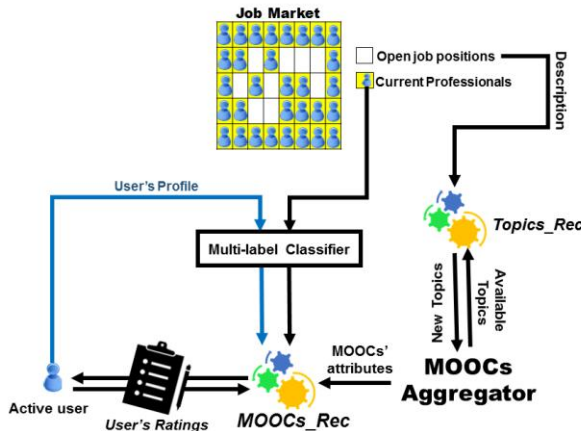 Job Market
Open job positions
Current Professionals
Description
User's Profile
Multi-label Classifier
Topics_Rec
New Topics
Available
Topics
MOOCs'
attributes
MOOCs
Aggregator
Active user
User's Ratings
MOOCs_Rec